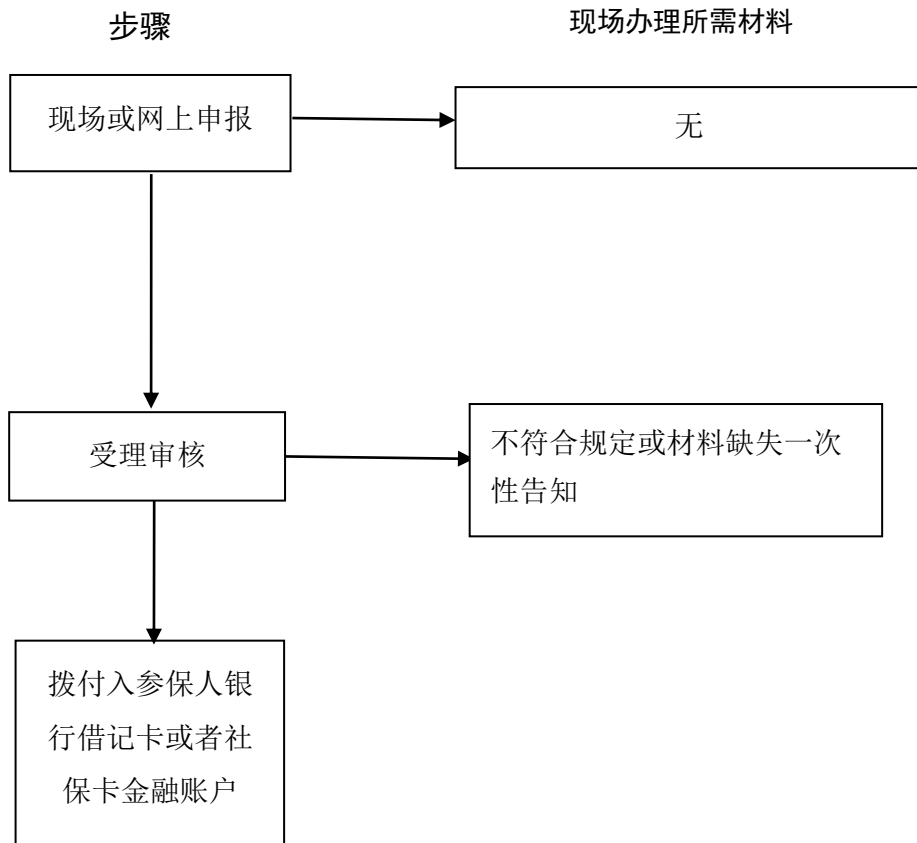 步骤
现场办理所需材料
现场或网上申报
无
受理审核
不符合规定或材料缺失一次
性告知
拨付入参保人银
行借记卡或者社
保卡金融账户